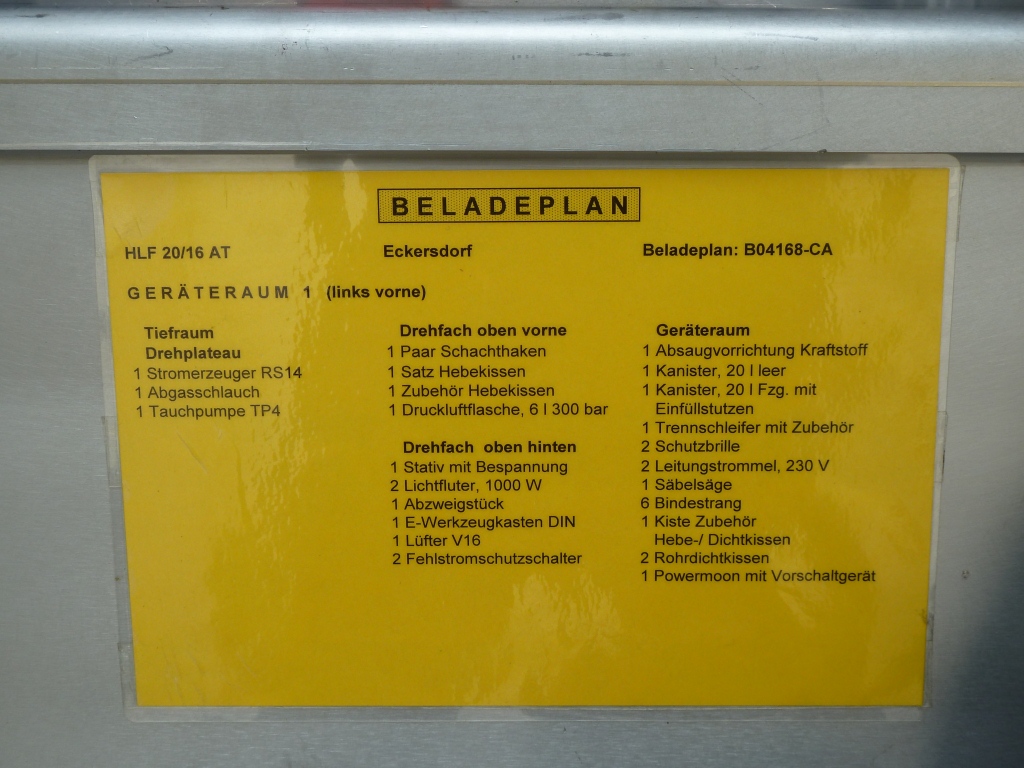 BELADEPLAN
HLF 20/16 AT Eckersdorf Beladeplan: B04168-CA
GERÄTERAUM 1 (links vorne)
Tiefraum
Drehplateau
1 Stromerzeuger RS14
1 Abgasschlauch
1 Tauchpumpe TP4
Drehfach oben vorne
1 Paar Schachthaken
1 Satz Hebekissen
1 Zubehör Hebekissen
1 Druckluftflasche, 6 l 300 bar
Drehfach oben hinten
1 Stativ mit Bespannung
2 Lichtfluter, 1000 W
1 Abzweigstück
1 E-Werkzeugkasten DIN
1 Lüfter V16
2 Fehlstromschutzschalter
Geräteraum
1 Absaugvorrichtung Kraftstoff
1 Kanister, 20 l leer
1 Kanister, 20 l Fzg. mit
Einfüllstutzen
1 Trennschleifer mit Zubehör
2 Schutzbrille
2 Leitungstrommel, 230 V
1 Säbelsäge
6 Bindestrang
1 Kiste Zubehör
Hebe-/ Dichtkissen
2 Rohrdichtkissen
1 Powermoon mit Vorschaltgerät